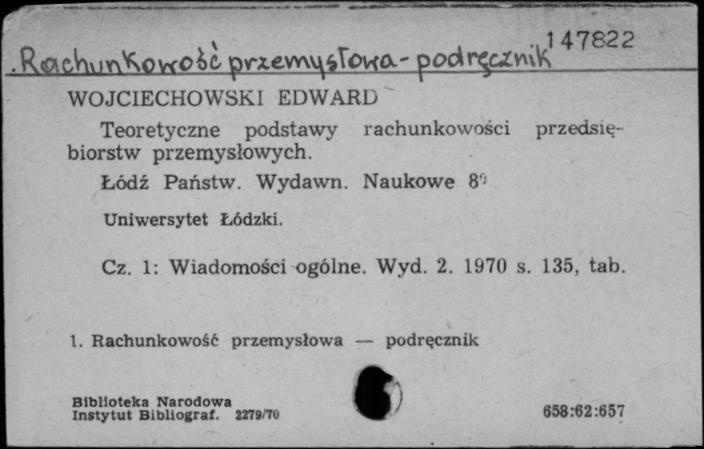 147822
Rachunkowość przemysłowa - podręcznik
WOJCIECHOWSKI EDWARD
Teoretyczne podstawy rachunkowości przedsię-
biorstw przemysłowych.
Łódź Państw. Wydawn. Naukowe 8⁰
Uniwersytet Łódzki.
Cz. 1: Wiadomości ogólne. Wyd. 2. 1970 s. 135, tab.
1. Rachunkowość przemysłowa — podręcznik
Biblioteka Narodowa
Instytut Bibliograf. 2279/70
658:62:657